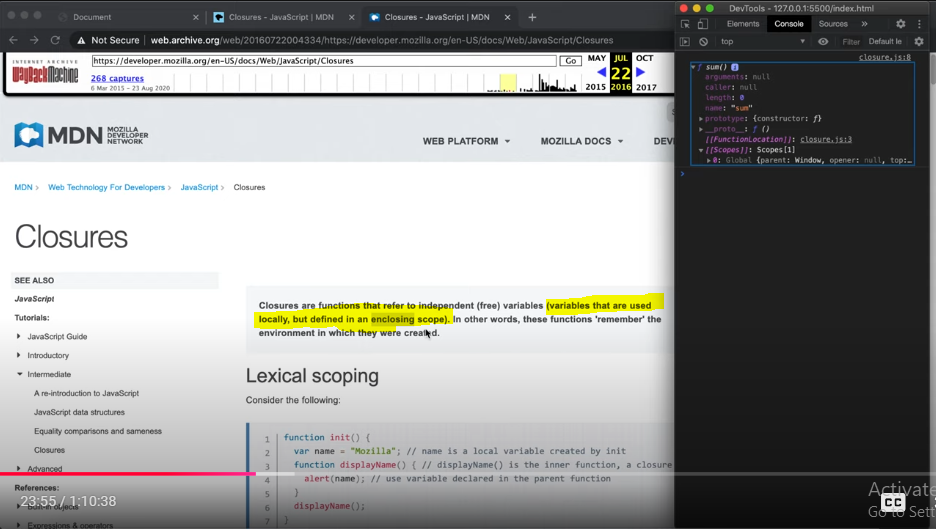 Document
Closures - JavaScript | MDN
Closures - JavaScript | MDN
Not Secure | web.archive.org/web/20160722004334/https://developer.mozilla.org/en-US/docs/Web/JavaScript/Closures
INTERNET ARCHIVE
WayBackMachine
https://developer.mozilla.org/en-US/docs/Web/JavaScript/Closures
Go
MAY JUL OCT
268 captures
22
6 Mar 2015 – 23 Aug 2020
2015 2016 2017
MDN MOZILLA DEVELOPER NETWORK
WEB PLATFORM
MOZILLA DOCS
DEV
MDN > Web Technology For Developers > JavaScript > Closures
Closures
SEE ALSO
JavaScript
Tutorials:
JavaScript Guide
Introductory
Intermediate
A re-introduction to JavaScript
JavaScript data structures
Equality comparisons and sameness
Closures
Advanced
References:
Built-in objects
Expressions & operators
Closures are functions that refer to independent (free) variables (variables that are used
locally, but defined in an enclosing scope). In other words, these functions 'remember' the
environment in which they were created.
Lexical scoping
Consider the following:
1 function init() {
2 var name = "Mozilla"; // name is a local variable created by init
3 function displayName() { // displayName() is the inner function, a closure
4 alert(name); // use variable declared in the parent function
5 }
6 displayName();
7 }
DevTools - 127.0.0.1:5500/index.html
Elements Console Sources »
top Filter Default le
closure.js:8
ƒ sum() i
arguments: null
caller: null
length: 0
name: "sum"
prototype: {constructor: ƒ}
__proto__: ƒ ()
[[FunctionLocation]]: closure.js:3
[[Scopes]]: Scopes[1]
0: Global {parent: Window, opener: null, top:…
23:55 / 1:10:38
CC
Activate
Go to Sett